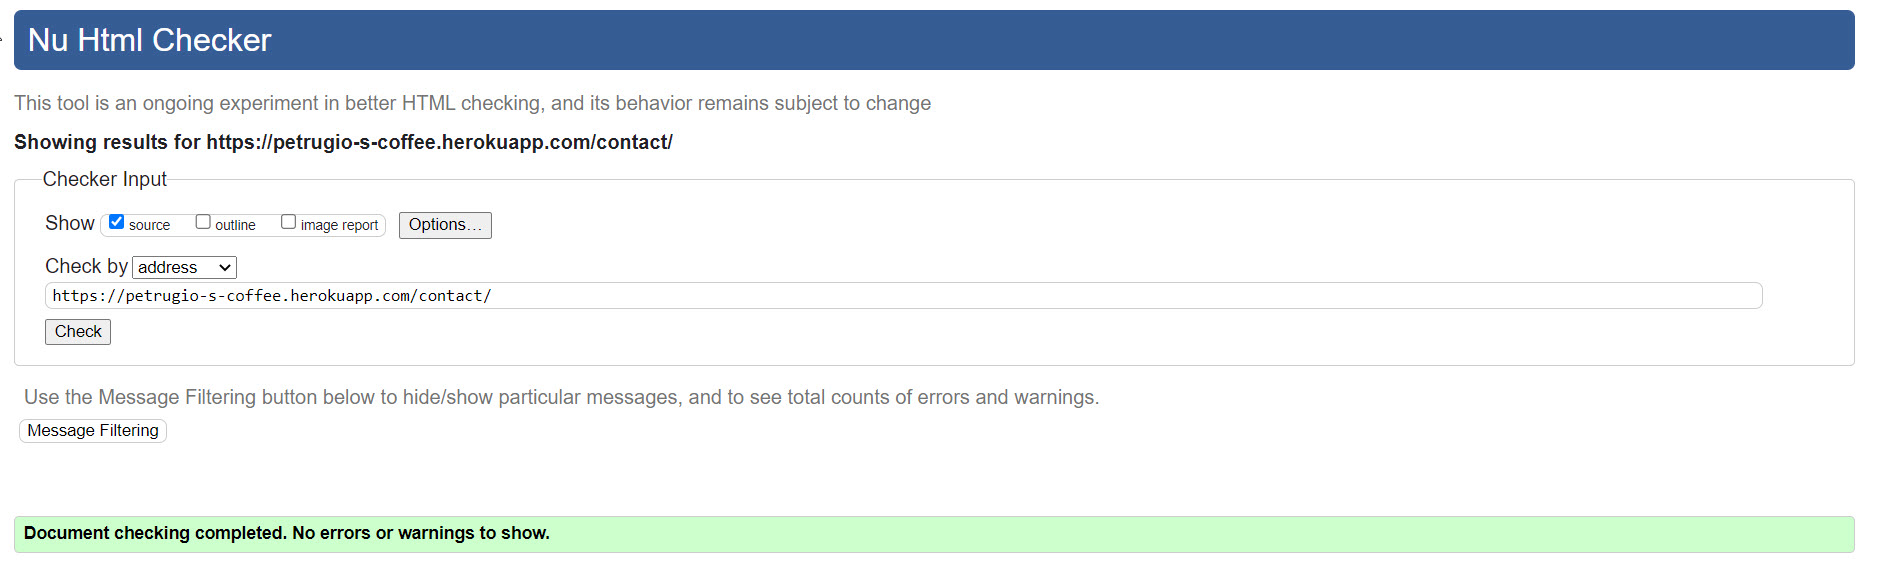 Nu Html Checker
This tool is an ongoing experiment in better HTML checking, and its behavior remains subject to change
Showing results for https://petrugio-s-coffee.herokuapp.com/contact/
Checker Input
Show source outline image report Options…
Check by address
https://petrugio-s-coffee.herokuapp.com/contact/
Check
Use the Message Filtering button below to hide/show particular messages, and to see total counts of errors and warnings.
Message Filtering
Document checking completed. No errors or warnings to show.